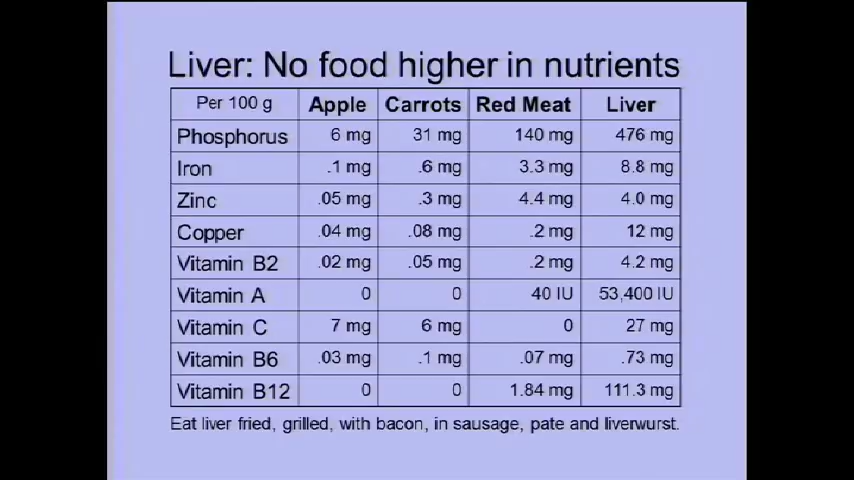 Liver: No food higher in nutrients
Per 100 g Apple Carrots Red Meat Liver
Phosphorus 6 mg 31 mg 140 mg 476 mg
Iron .1 mg .6 mg 3.3 mg 8.8 mg
Zinc .05 mg .3 mg 4.4 mg 4.0 mg
Copper .04 mg .08 mg .2 mg 12 mg
Vitamin B2 .02 mg .05 mg .2 mg 4.2 mg
Vitamin A 0 0 40 IU 53,400 IU
Vitamin C 7 mg 6 mg 0 27 mg
Vitamin B6 .03 mg .1 mg .07 mg .73 mg
Vitamin B12 0 0 1.84 mg 111.3 mg
Eat liver fried, grilled, with bacon, in sausage, pate and liverwurst.